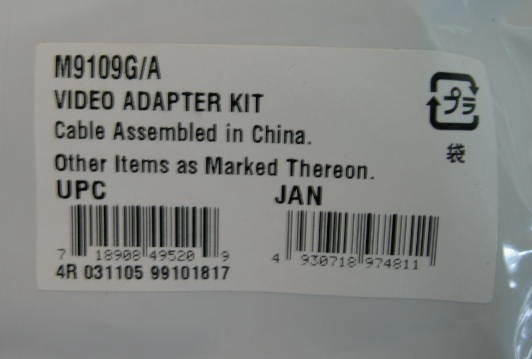 M9109G/A
VIDEO ADAPTER KIT
Cable Assembled in China.
Other Items as Marked Thereon.
プラ
袋
UPC
JAN
7 18908 49520 9
4 930718 974811
4R 031105 99101817